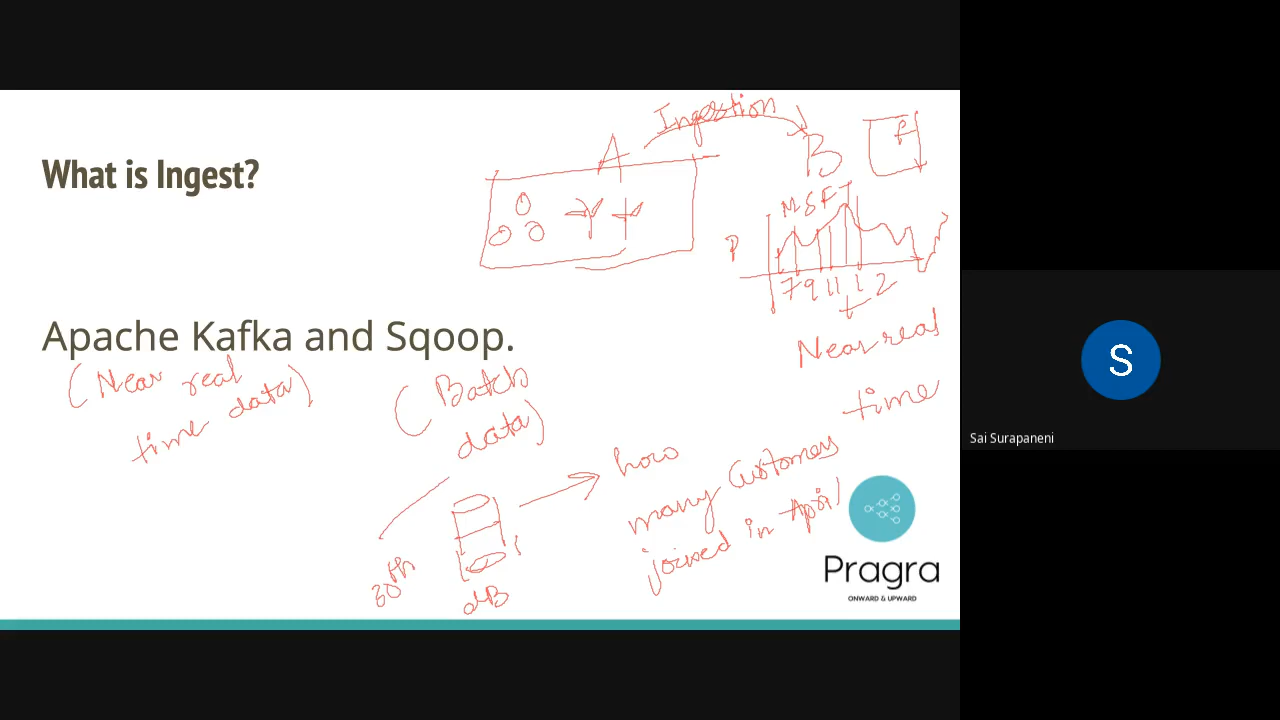 What is Ingest?
Ingestion
A
B
MSFT
P
7 9 11 1 2
t
Near real
time
Apache Kafka and Sqoop.
(Near real
time data)
(Batch
data)
30th
dB
how
many Customers
joined in April
Pragra
ONWARD & UPWARD
S
Sai Surapaneni